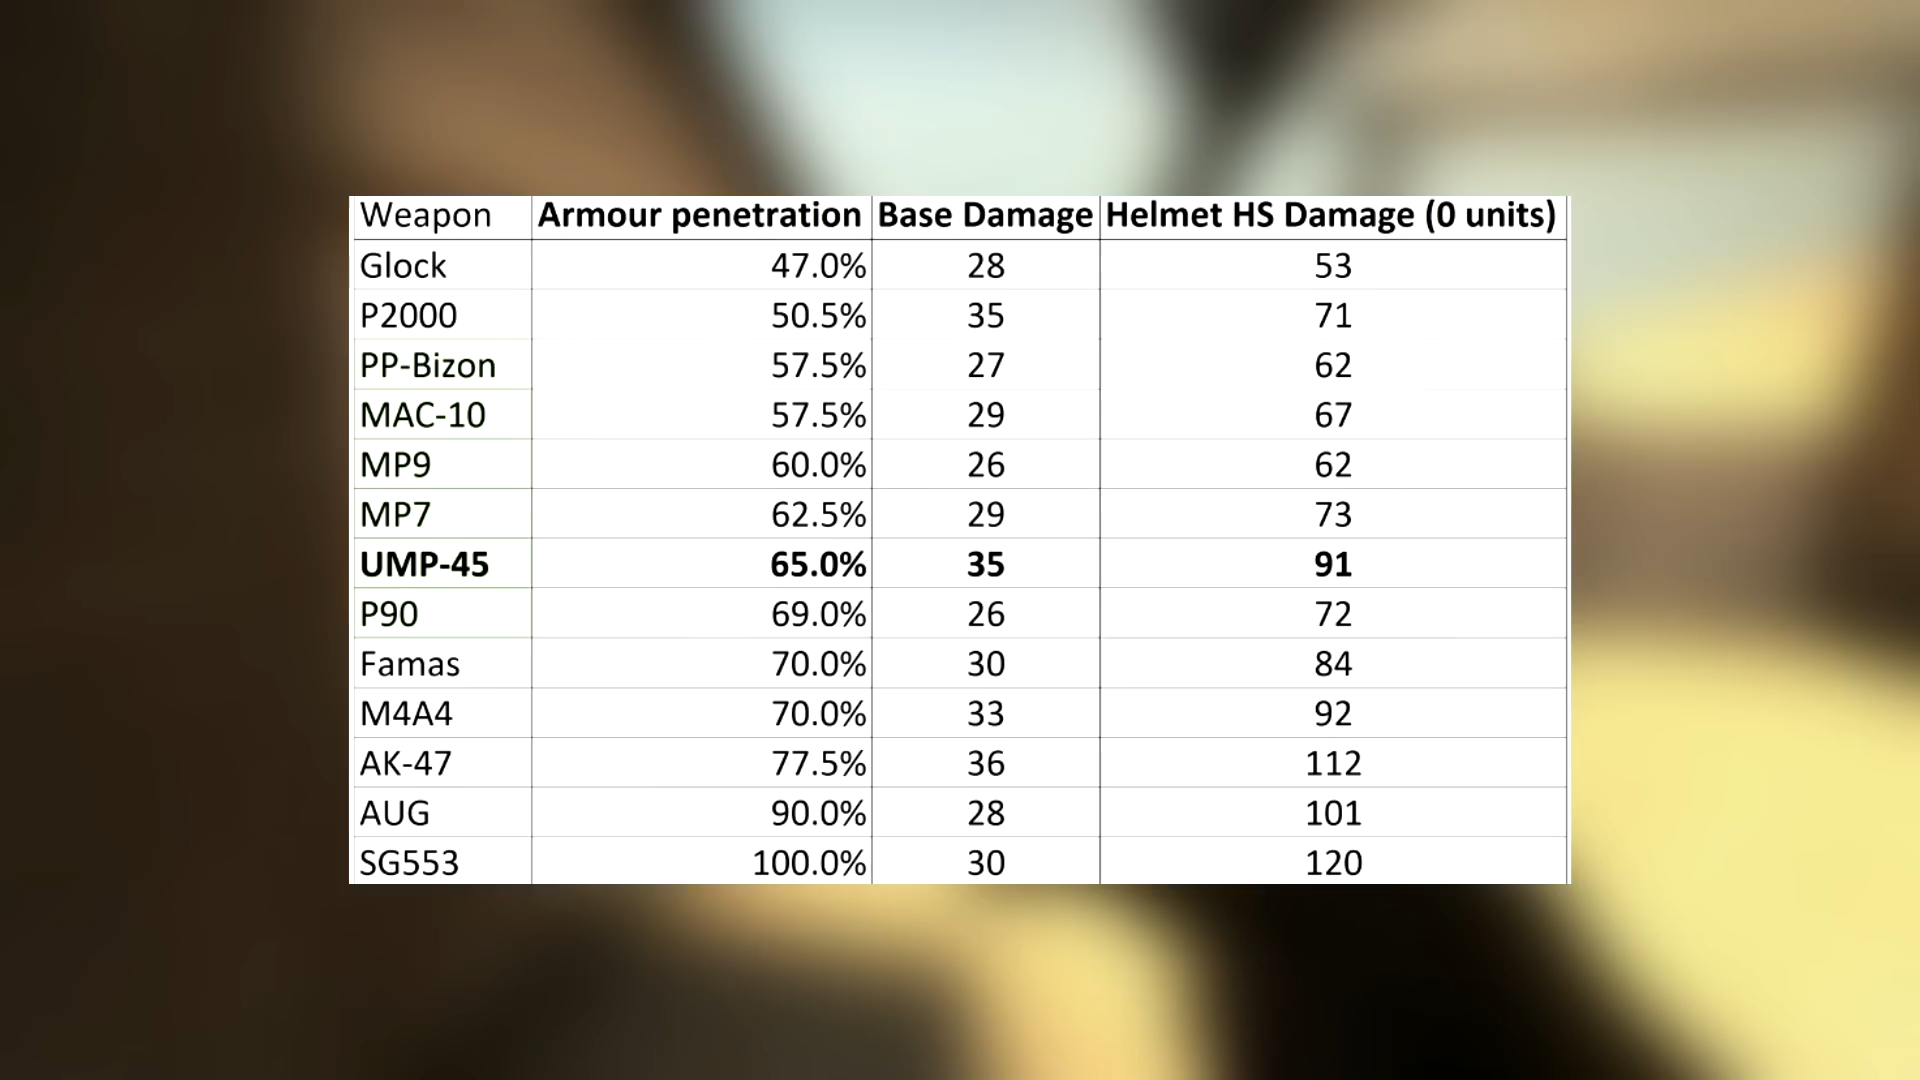 Weapon Armour penetration Base Damage Helmet HS Damage (0 units)
Glock 47.0% 28 53
P2000 50.5% 35 71
PP-Bizon 57.5% 27 62
MAC-10 57.5% 29 67
MP9 60.0% 26 62
MP7 62.5% 29 73
UMP-45 65.0% 35 91
P90 69.0% 26 72
Famas 70.0% 30 84
M4A4 70.0% 33 92
AK-47 77.5% 36 112
AUG 90.0% 28 101
SG553 100.0% 30 120